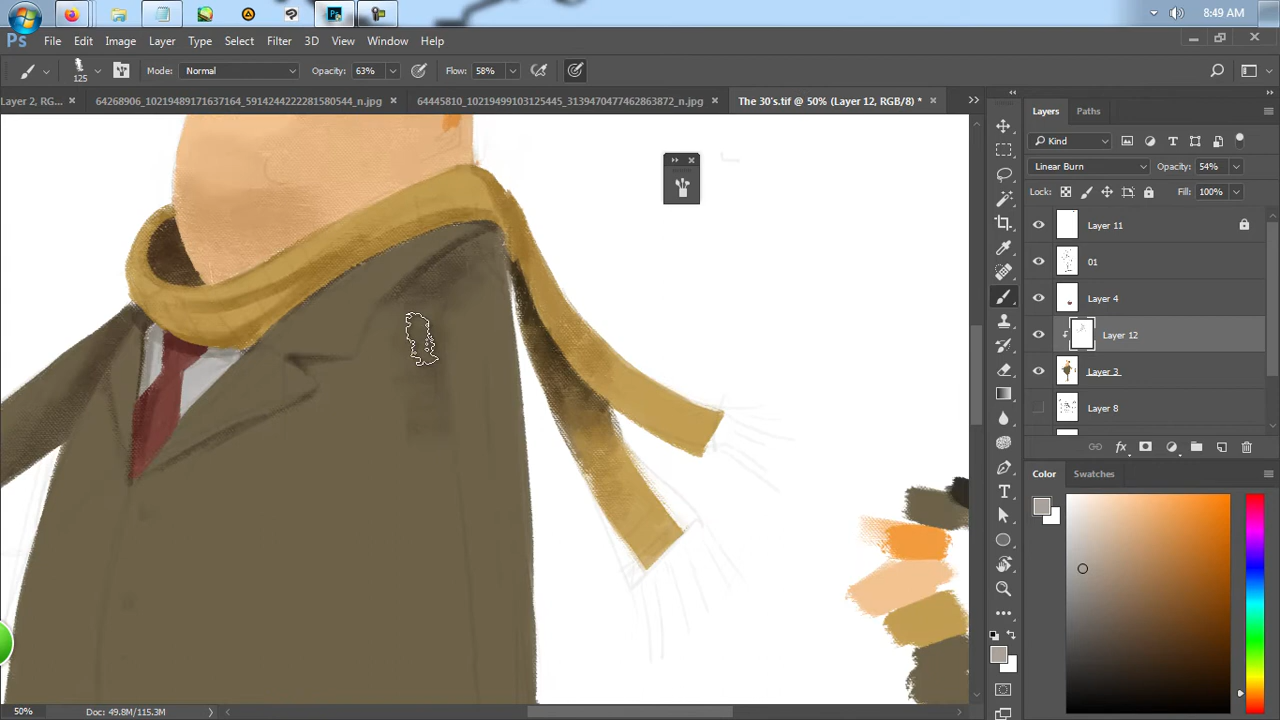 8:49 AM
Ps File Edit Image Layer Type Select Filter 3D View Window Help
125 Mode: Normal Opacity: 63% Flow: 58%
Layer 2, RG... × 64268906_10219489171637164_5914244222281580544_n.jpg × 64445810_10219499103125445_3139470477462863872_n.jpg × The 30's.tif @ 50% (Layer 12, RGB/8) * ×
Layers Paths
Kind
Linear Burn Opacity: 54%
Lock: Fill: 100%
Layer 11
01
Layer 4
Layer 12
Layer 3
Layer 8
fx
Color Swatches
50% Doc: 49.8M/115.3M